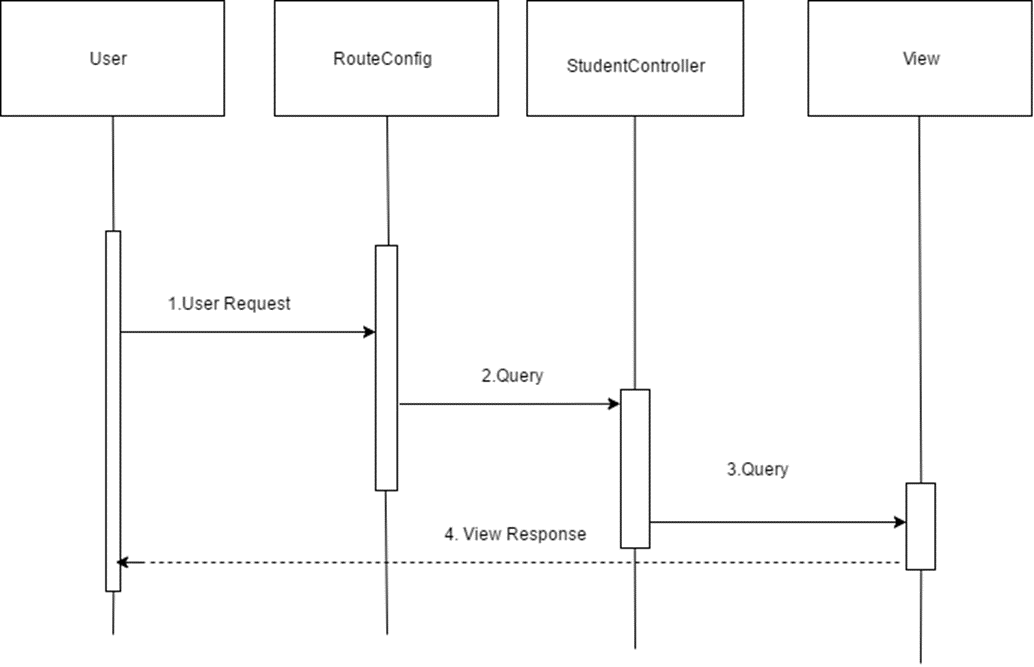 User
RouteConfig
StudentController
View
1.User Request
2.Query
3.Query
4. View Response